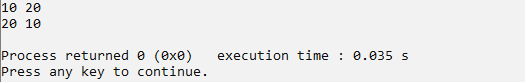 10 20
20 10
Process returned 0 (0x0)   execution time : 0.035 s
Press any key to continue.